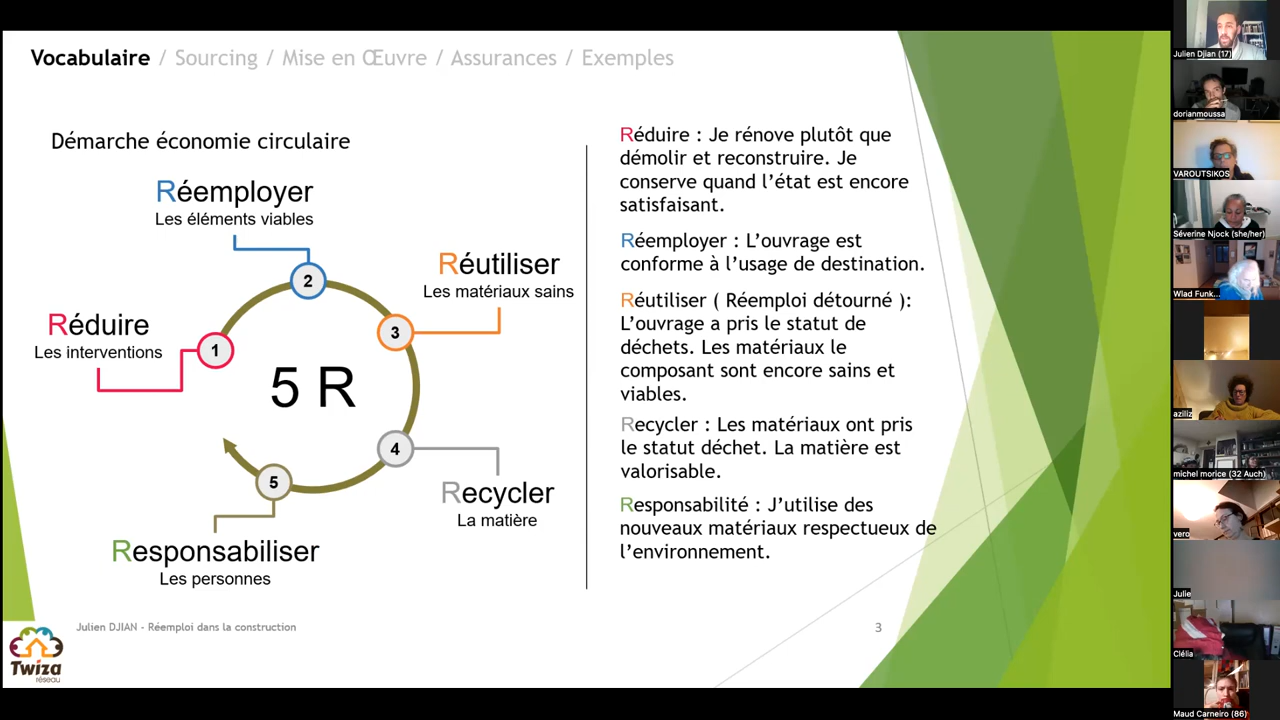 Vocabulaire / Sourcing / Mise en Œuvre / Assurances / Exemples
Démarche économie circulaire
Réemployer
Les éléments viables
Réutiliser
Les matériaux sains
Réduire
Les interventions
1
2
3
4
5
5 R
Recycler
La matière
Responsabiliser
Les personnes
Réduire : Je rénove plutôt que
démolir et reconstruire. Je
conserve quand l'état est encore
satisfaisant.
Réemployer : L'ouvrage est
conforme à l'usage de destination.
Réutiliser ( Réemploi détourné ):
L'ouvrage a pris le statut de
déchets. Les matériaux le
composant sont encore sains et
viables.
Recycler : Les matériaux ont pris
le statut déchet. La matière est
valorisable.
Responsabilité : J'utilise des
nouveaux matériaux respectueux de
l'environnement.
Julien DJIAN - Réemploi dans la construction
3
Twiza
réseau
Julien Djian (17)
dorianmoussa
VAROUTSIKOS
Séverine Njock (she/her)
Wlad Funk...
aziliz
michel morice (32 Auch)
vero
Julie
Clélia
Maud Carneiro (86)